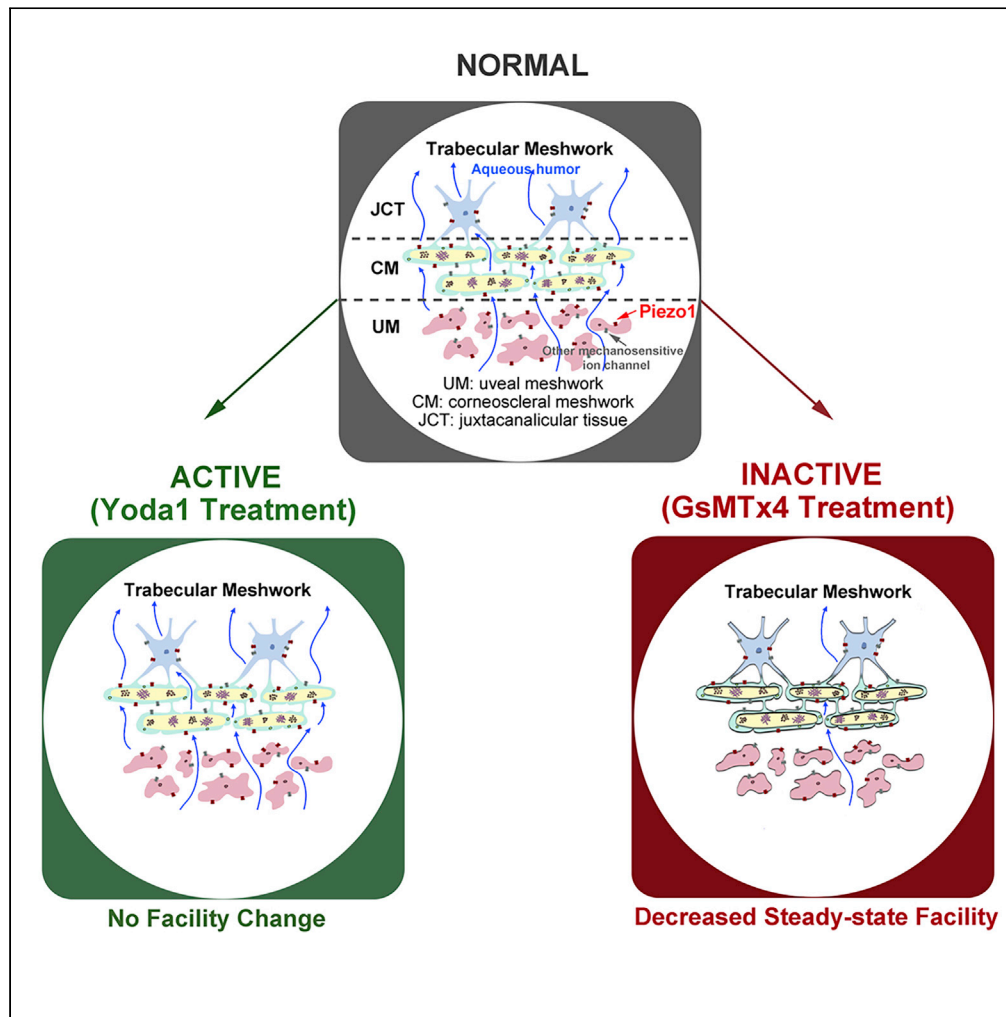 NORMAL
Trabecular Meshwork
Aqueous humor
JCT
CM
UM
Piezo1
Other mechanosensitive
ion channel
UM: uveal meshwork
CM: corneoscleral meshwork
JCT: juxtacanalicular tissue
ACTIVE
(Yoda1 Treatment)
Trabecular Meshwork
No Facility Change
INACTIVE
(GsMTx4 Treatment)
Trabecular Meshwork
Decreased Steady-state Facility